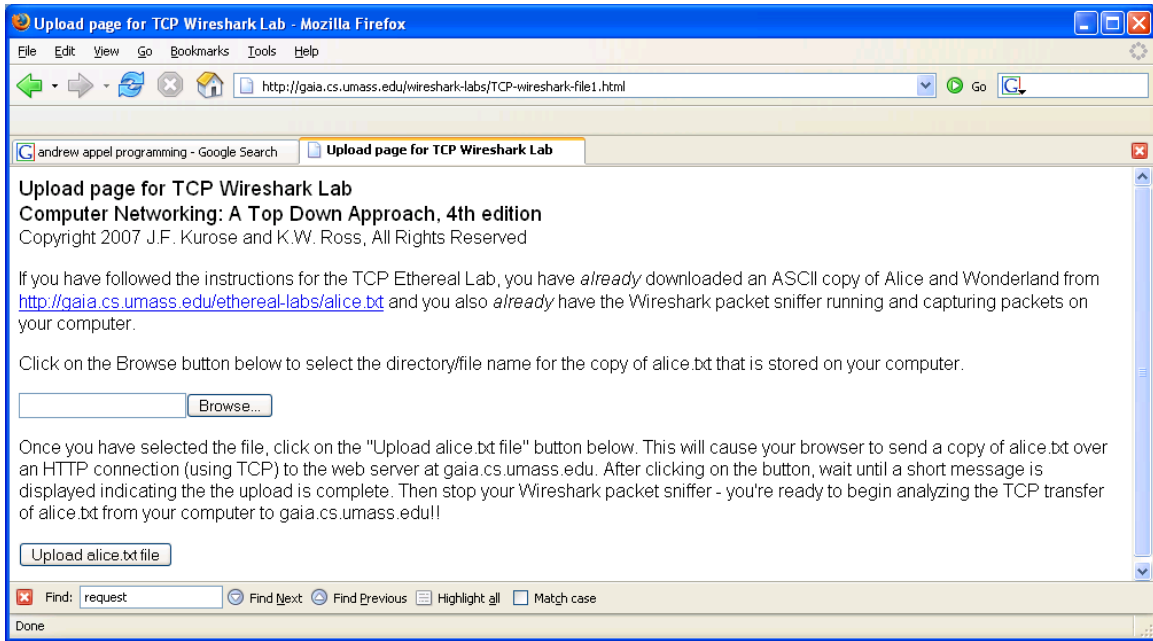 Upload page for TCP Wireshark Lab - Mozilla Firefox
File Edit View Go Bookmarks Tools Help
http://gaia.cs.umass.edu/wireshark-labs/TCP-wireshark-file1.html Go G
G andrew appel programming - Google Search Upload page for TCP Wireshark Lab
Upload page for TCP Wireshark Lab
Computer Networking: A Top Down Approach, 4th edition
Copyright 2007 J.F. Kurose and K.W. Ross, All Rights Reserved
If you have followed the instructions for the TCP Ethereal Lab, you have already downloaded an ASCII copy of Alice and Wonderland from
http://gaia.cs.umass.edu/ethereal-labs/alice.txt and you also already have the Wireshark packet sniffer running and capturing packets on
your computer.
Click on the Browse button below to select the directory/file name for the copy of alice.txt that is stored on your computer.
Browse...
Once you have selected the file, click on the "Upload alice.txt file" button below. This will cause your browser to send a copy of alice.txt over
an HTTP connection (using TCP) to the web server at gaia.cs.umass.edu. After clicking on the button, wait until a short message is
displayed indicating the the upload is complete. Then stop your Wireshark packet sniffer - you're ready to begin analyzing the TCP transfer
of alice.txt from your computer to gaia.cs.umass.edu!!
Upload alice.txt file
Find: request Find Next Find Previous Highlight all Match case
Done